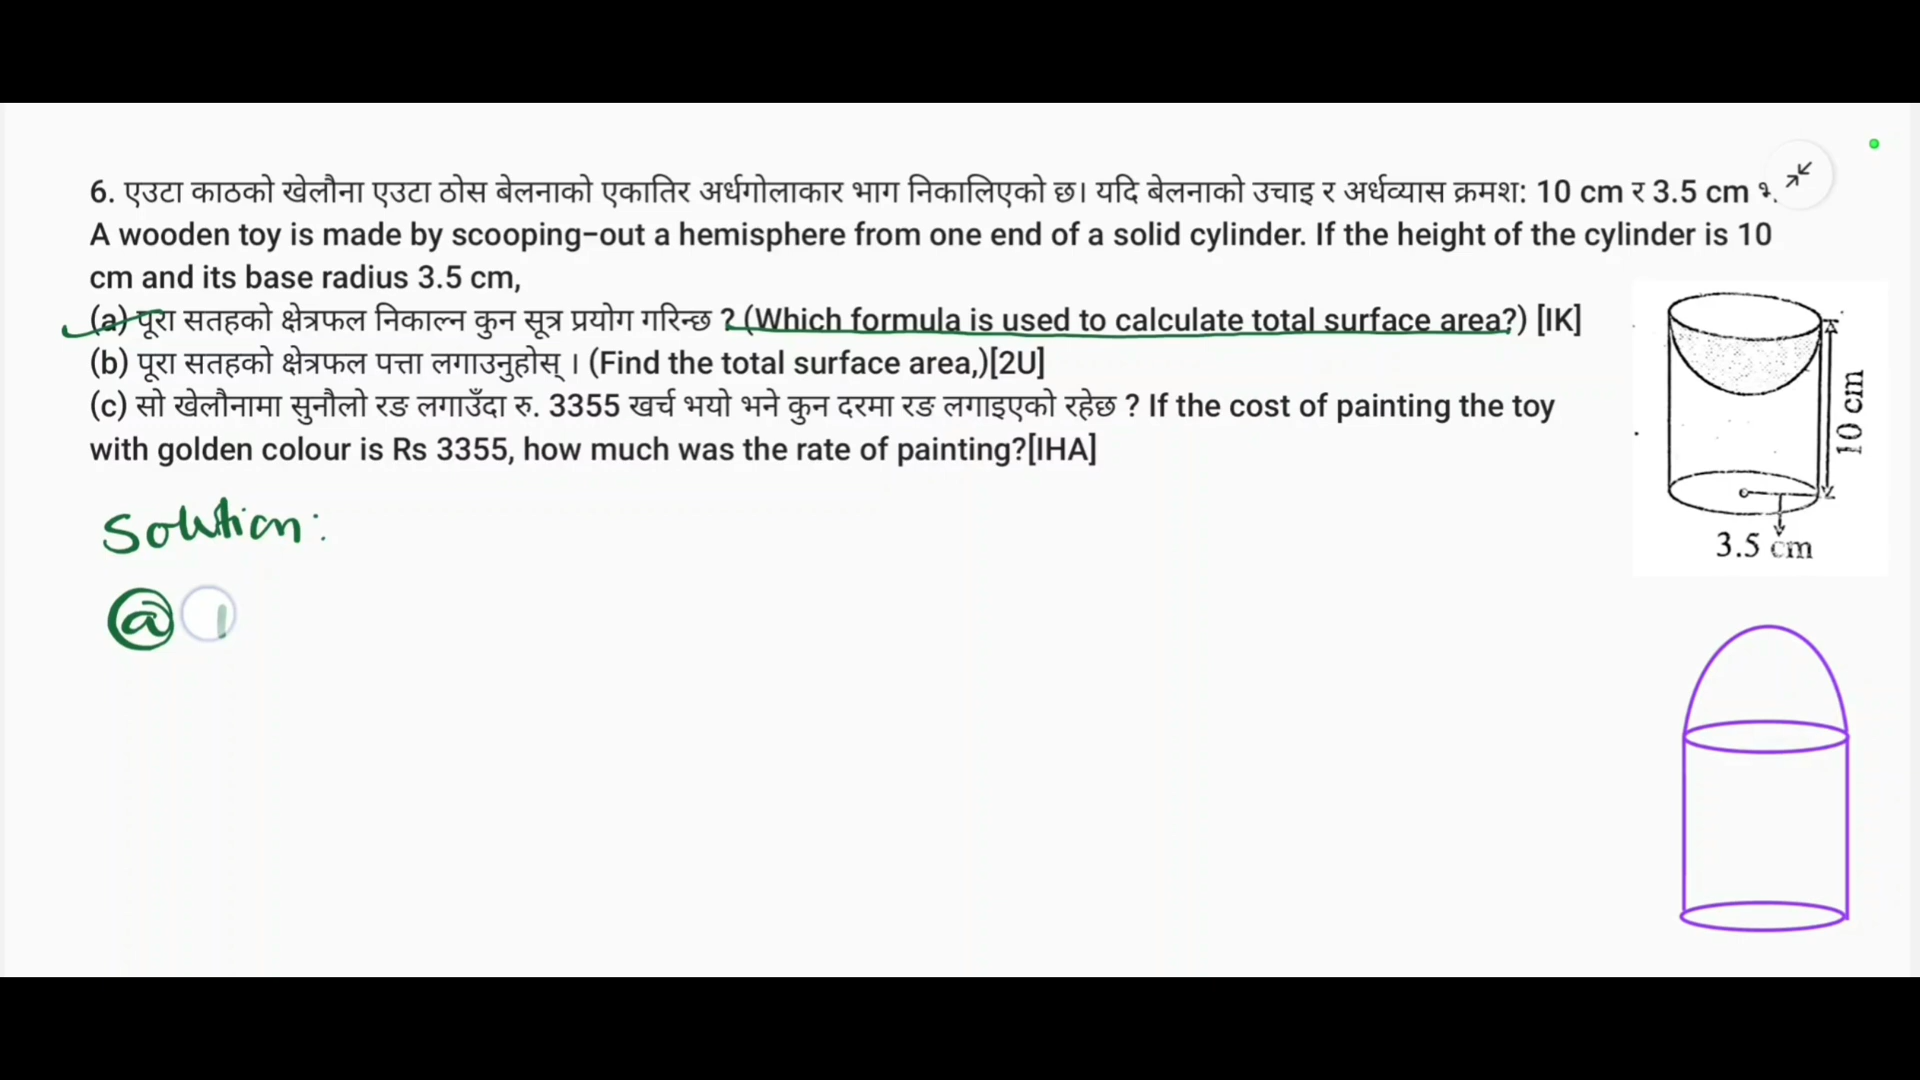 6. एउटा काठको खेलौना एउटा ठोस बेलनाको एकातिर अर्धगोलाकार भाग निकालिएको छ। यदि बेलनाको उचाइ र अर्धव्यास क्रमश: 10 cm र 3.5 cm
A wooden toy is made by scooping-out a hemisphere from one end of a solid cylinder. If the height of the cylinder is 10
cm and its base radius 3.5 cm,
(a) पूरा सतहको क्षेत्रफल निकाल्न कुन सूत्र प्रयोग गरिन्छ ? (Which formula is used to calculate total surface area?) [IK]
(b) पूरा सतहको क्षेत्रफल पत्ता लगाउनुहोस् । (Find the total surface area,)[2U]
(c) सो खेलौनामा सुनौलो रङ लगाउँदा रु. 3355 खर्च भयो भने कुन दरमा रङ लगाइएको रहेछ ? If the cost of painting the toy
with golden colour is Rs 3355, how much was the rate of painting?[IHA]
10 cm
3.5 cm
Solution:
(a)